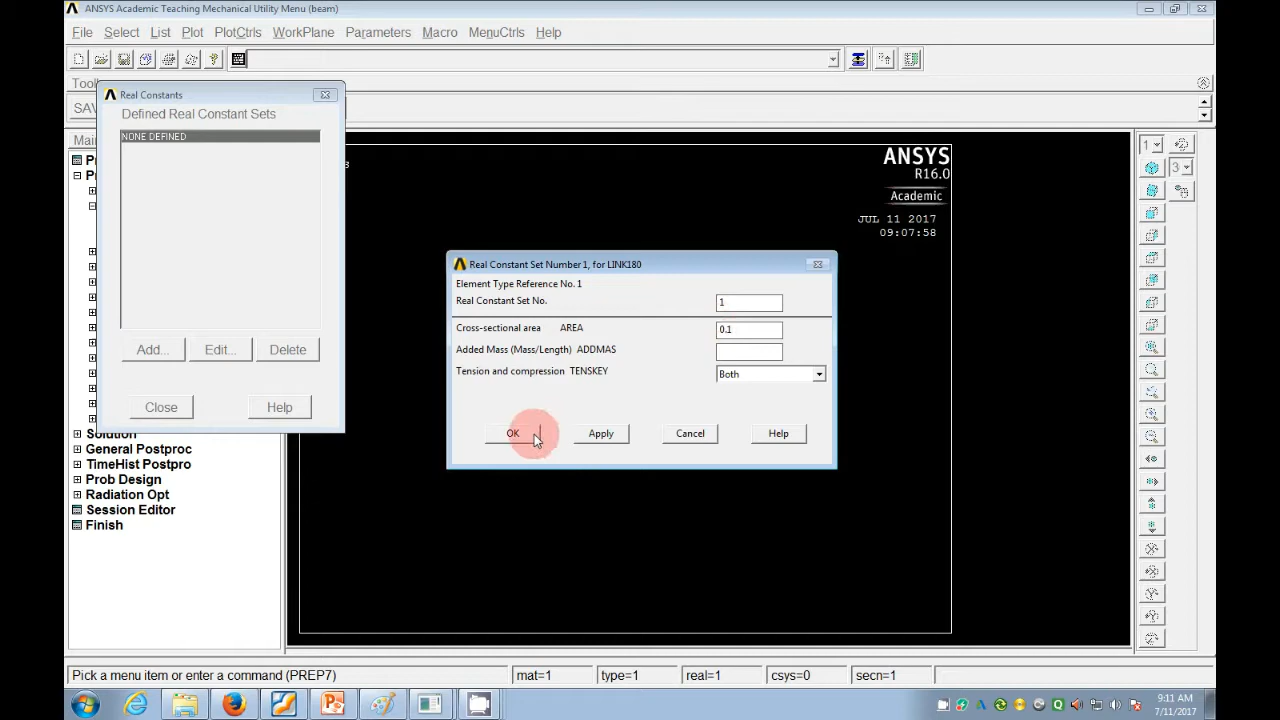 ANSYS Academic Teaching Mechanical Utility Menu (beam)
File Select List Plot PlotCtrls WorkPlane Parameters Macro MenuCtrls Help
Real Constants
Defined Real Constant Sets
NONE DEFINED
Add... Edit... Delete
Close Help
Solution
General Postproc
TimeHist Postpro
Prob Design
Radiation Opt
Session Editor
Finish
ANSYS
R16.0
Academic
JUL 11 2017
09:07:58
Real Constant Set Number 1, for LINK180
Element Type Reference No. 1
Real Constant Set No. 1
Cross-sectional area AREA 0.1
Added Mass (Mass/Length) ADDMAS
Tension and compression TENSKEY Both
OK Apply Cancel Help
1
3
Pick a menu item or enter a command (PREP7) mat=1 type=1 real=1 csys=0 secn=1
9:11 AM
7/11/2017